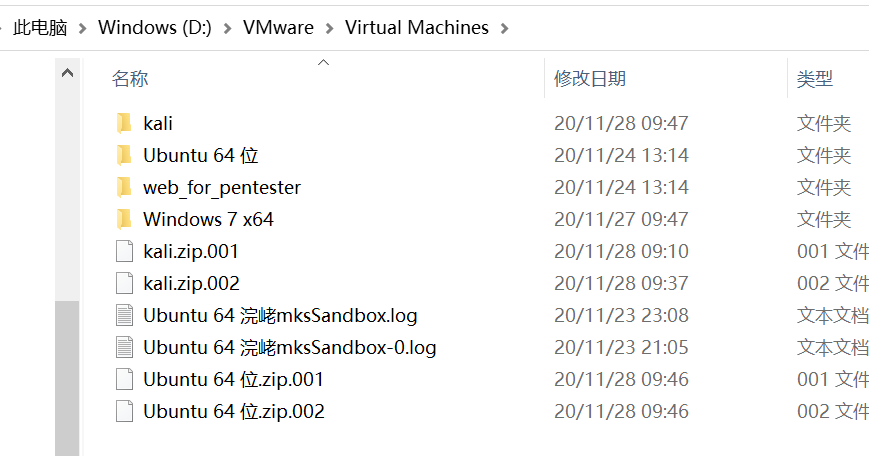 此电脑 > Windows (D:) > VMware > Virtual Machines >
名称 修改日期 类型
kali 20/11/28 09:47 文件夹
Ubuntu 64 位 20/11/24 13:14 文件夹
web_for_pentester 20/11/24 13:14 文件夹
Windows 7 x64 20/11/27 09:47 文件夹
kali.zip.001 20/11/28 09:10 001 文件
kali.zip.002 20/11/28 09:37 002 文件
Ubuntu 64 浣嶗mksSandbox.log 20/11/23 23:08 文本文档
Ubuntu 64 浣嶗mksSandbox-0.log 20/11/23 21:05 文本文档
Ubuntu 64 位.zip.001 20/11/28 09:46 001 文件
Ubuntu 64 位.zip.002 20/11/28 09:46 002 文件